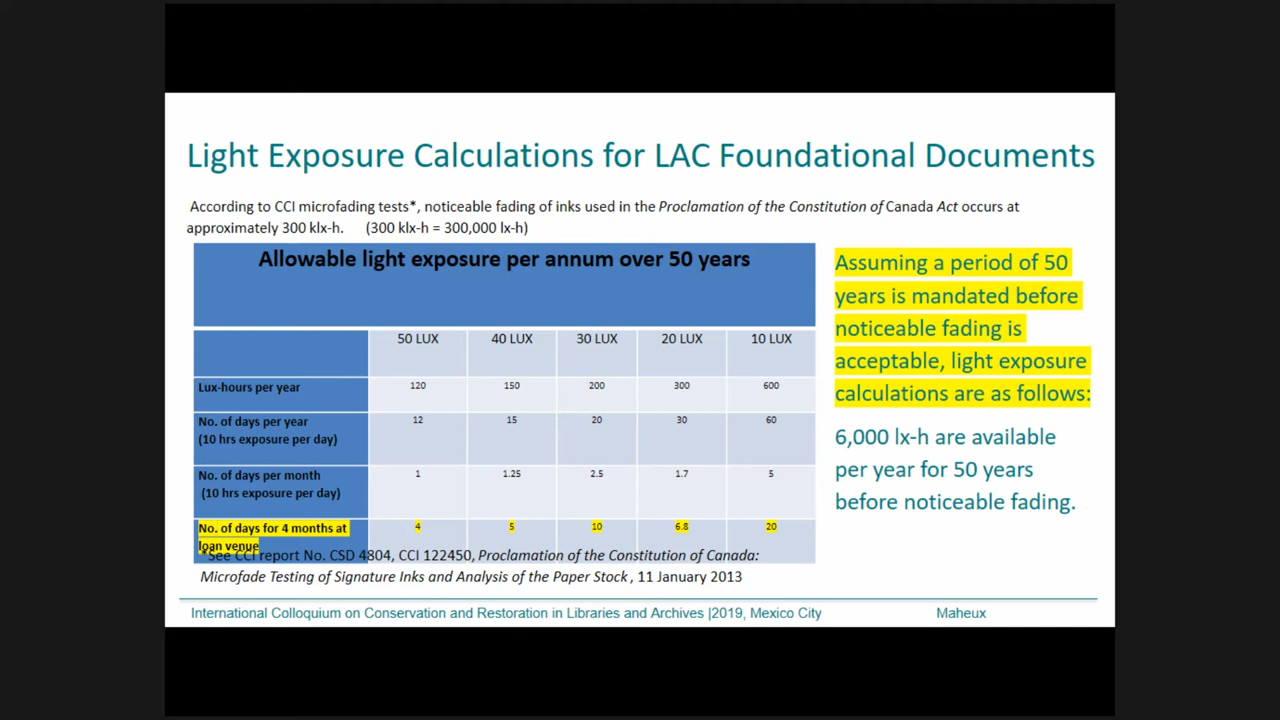 Light Exposure Calculations for LAC Foundational Documents
According to CCI microfading tests*, noticeable fading of inks used in the Proclamation of the Constitution of Canada Act occurs at
approximately 300 klx-h. (300 klx-h = 300,000 lx-h)
Allowable light exposure per annum over 50 years
50 LUX 40 LUX 30 LUX 20 LUX 10 LUX
Lux-hours per year 120 150 200 300 600
No. of days per year 12 15 20 30 60
(10 hrs exposure per day)
No. of days per month 1 1.25 2.5 1.7 5
(10 hrs exposure per day)
No. of days for 4 months at 4 5 10 6.8 20
loan venue
*See CCI report No. CSD 4804, CCI 122450, Proclamation of the Constitution of Canada:
Microfade Testing of Signature Inks and Analysis of the Paper Stock, 11 January 2013
Assuming a period of 50
years is mandated before
noticeable fading is
acceptable, light exposure
calculations are as follows:
6,000 lx-h are available
per year for 50 years
before noticeable fading.
International Colloquium on Conservation and Restoration in Libraries and Archives |2019, Mexico City Maheux